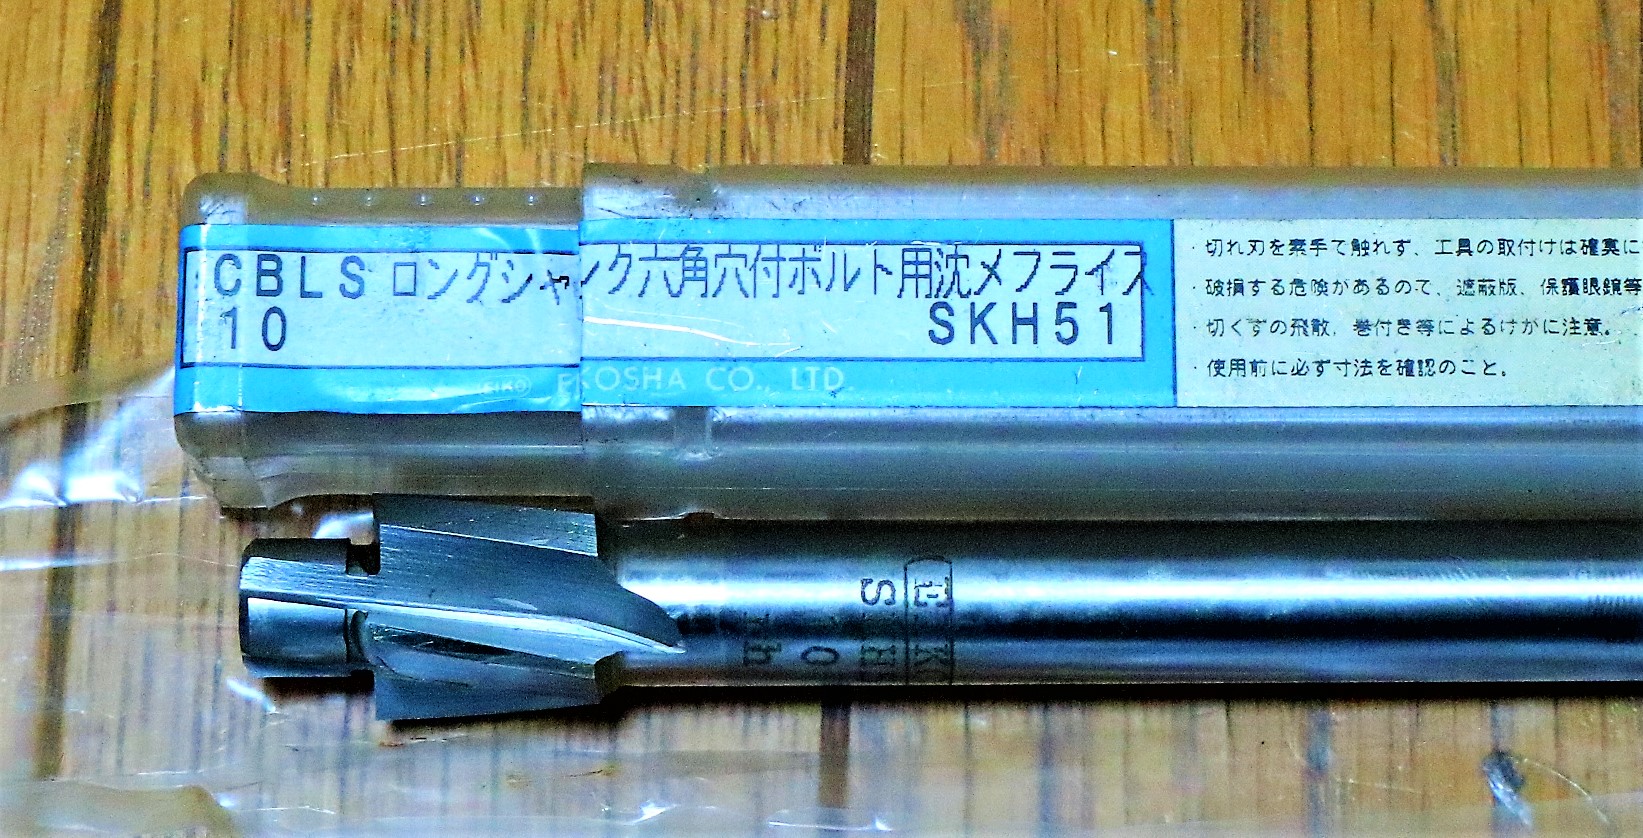 CBLS ロングシャンク六角穴付ボルト用沈メフライス
10 SKH51
EIKOSHA CO., LTD.
・切れ刃を素手で触れず、工具の取付けは確実に
・破損する危険があるので、遮蔽版、保護眼鏡等
・切くずの飛散，巻付き等によるけがに注意。
・使用前に必ず寸法を確認のこと。